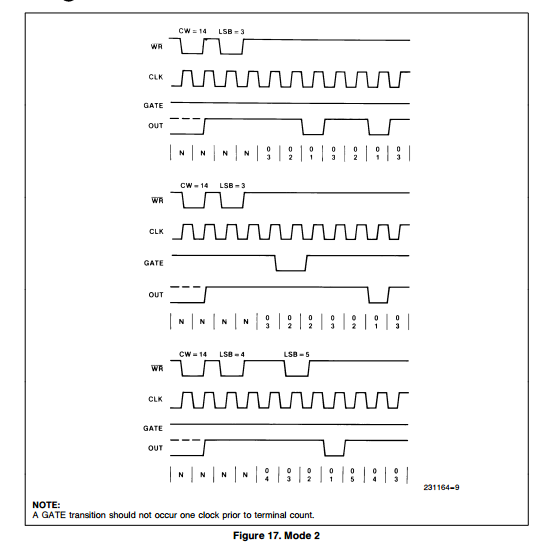 CW = 14 LSB = 3
WR
CLK
GATE
OUT
N N N N 0 0 0 0 0 0 0
3 2 1 3 2 1 3
CW = 14 LSB = 3
WR
CLK
GATE
OUT
N N N N 0 0 0 0 0 0 0
3 2 2 3 2 1 3
CW = 14 LSB = 4 LSB = 5
WR
CLK
GATE
OUT
N N N N 0 0 0 0 0 0 0
4 3 2 1 5 4 3
231164–9
NOTE:
A GATE transition should not occur one clock prior to terminal count.
Figure 17. Mode 2